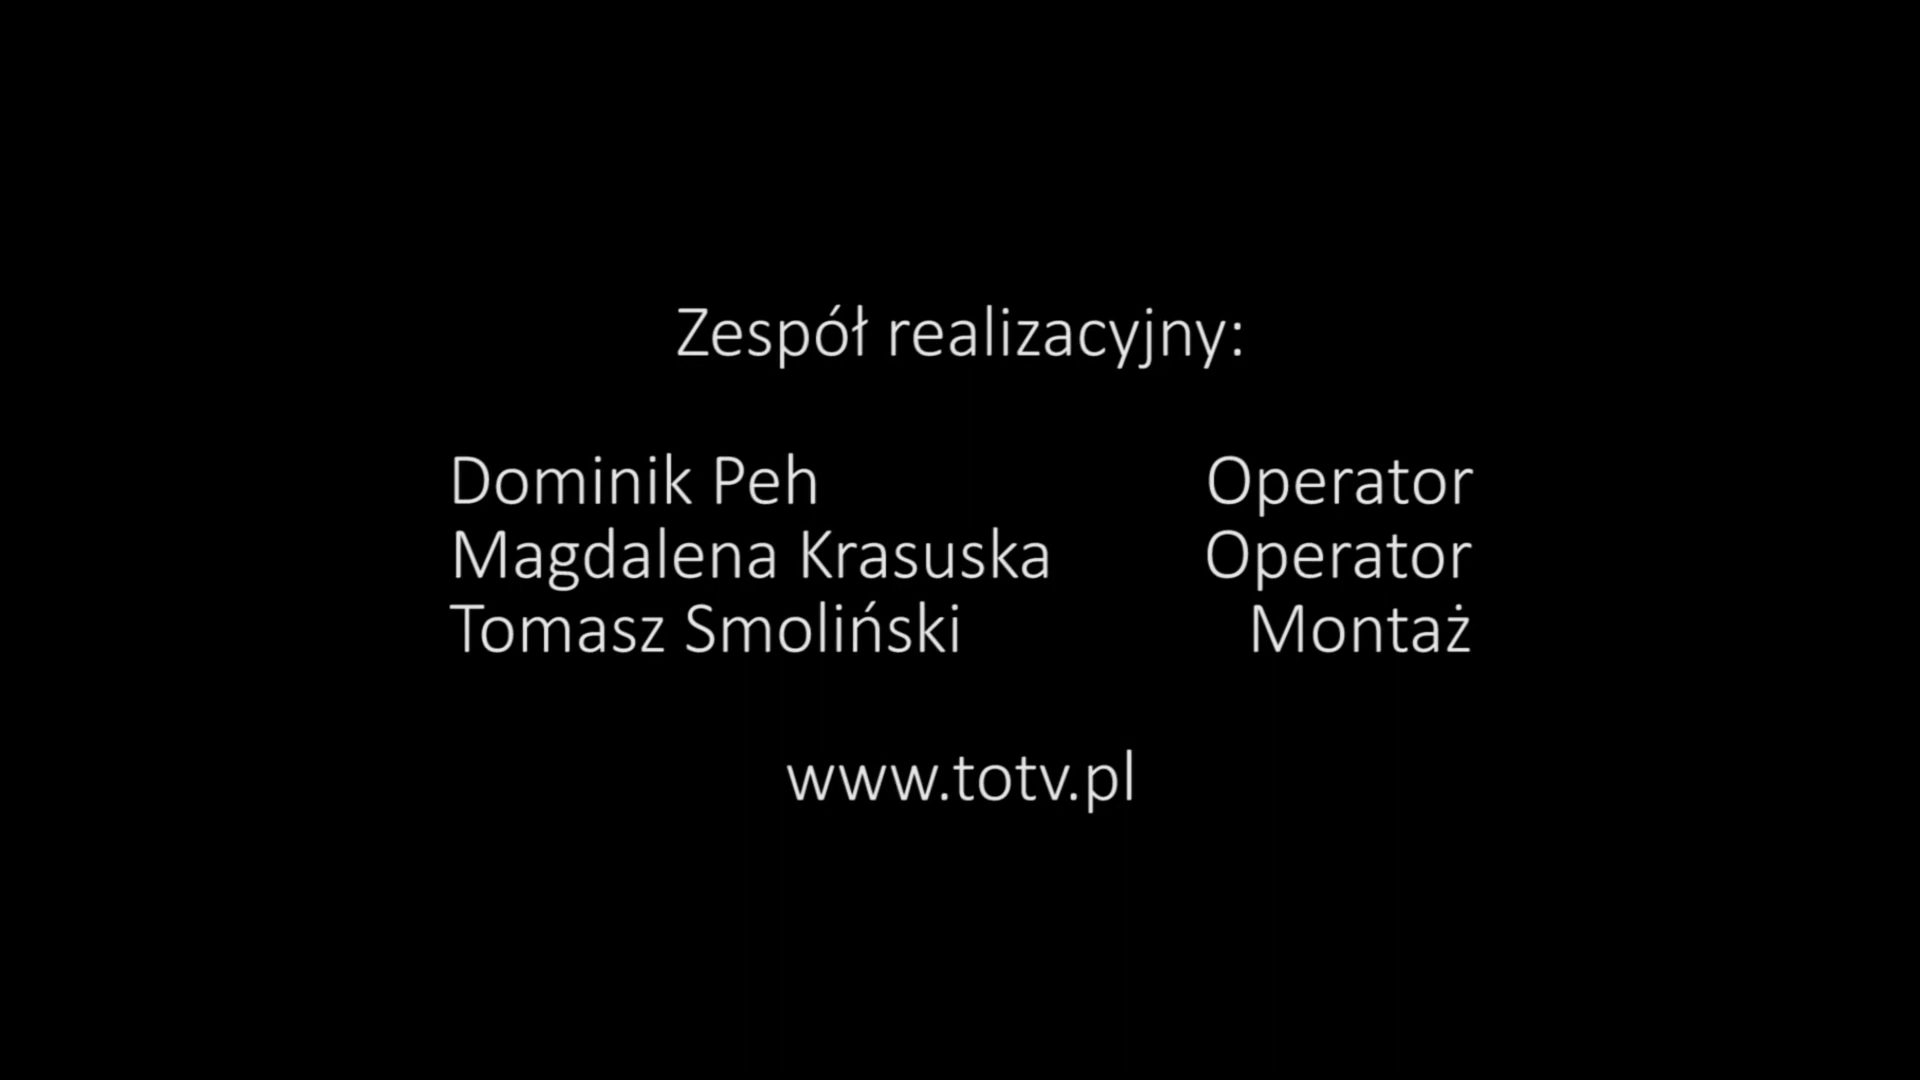 Zespół realizacyjny:
Dominik Peh Operator
Magdalena Krasuska Operator
Tomasz Smoliński Montaż
www.totv.pl